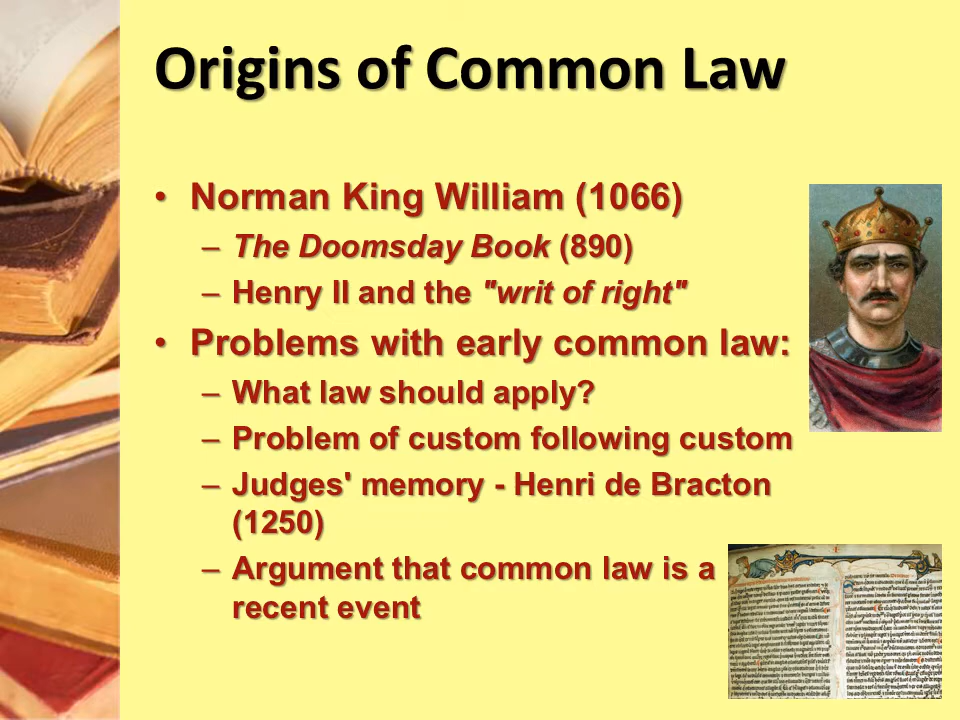 Origins of Common Law
• Norman King William (1066)
– The Doomsday Book (890)
– Henry II and the "writ of right"
• Problems with early common law:
– What law should apply?
– Problem of custom following custom
– Judges' memory - Henri de Bracton
(1250)
– Argument that common law is a
recent event